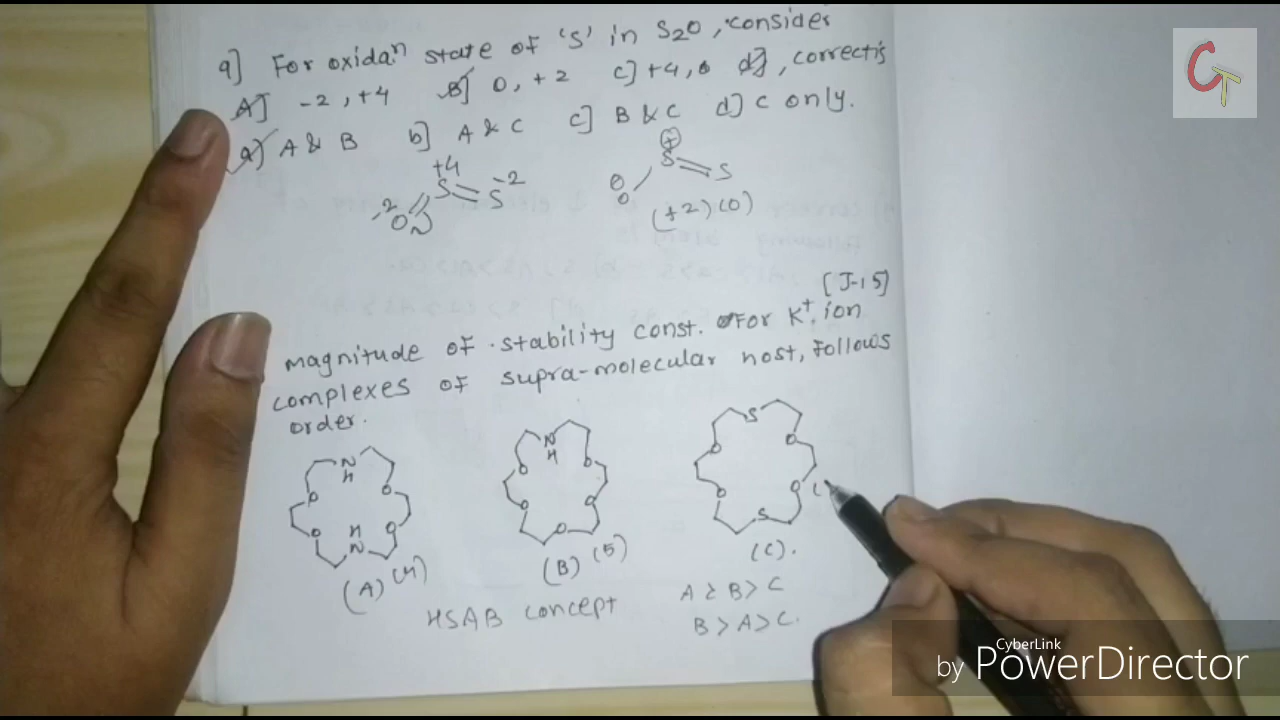 9] For oxidaⁿ state of 'S' in S2O, consider
A] -2, +4 B] 0, +2 C] +4, 0 d], correct is
a) A & B b] A & C c] B & C d] C only.
+4 S=S -2
-2 O
⊕ S=S
⊖ O
(+2) (0)
[J-15]
magnitude of stability const. For K⁺ ion
complexes of supra-molecular host, follows
order.
N H O O O O H N
N H O O O O O
S O O O O S
(A) (4)
(B) (5)
(C).
HSAB concept
A > B > C
B > A > C.
CT
CyberLink
by PowerDirector